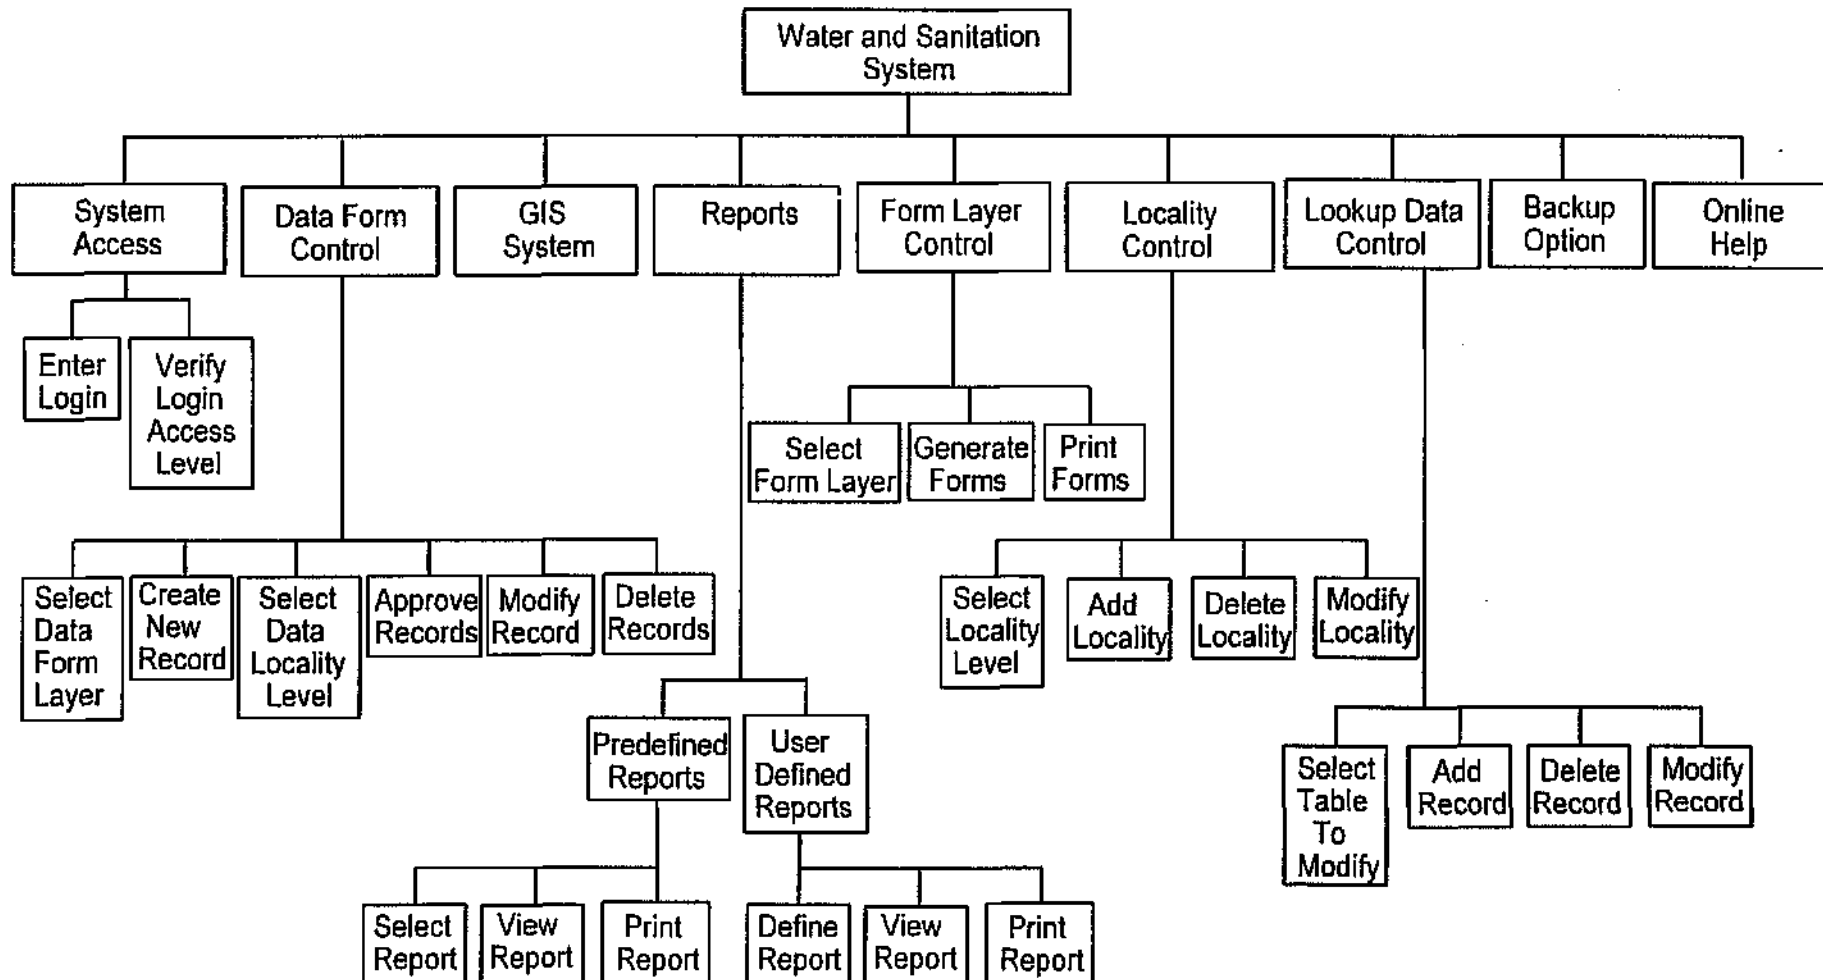 Water and Sanitation
System
System
Access
Data Form
Control
GIS
System
Reports
Form Layer
Control
Locality
Control
Lookup Data
Control
Backup
Option
Online
Help
Enter
Login
Verify
Login
Access
Level
Select
Form Layer
Generate
Forms
Print
Forms
Select
Data
Form
Layer
Create
New
Record
Select
Data
Locality
Level
Approve
Records
Modify
Record
Delete
Records
Select
Locality
Level
Add
Locality
Delete
Locality
Modify
Locality
Predefined
Reports
User
Defined
Reports
Select
Table
To
Modify
Add
Record
Delete
Record
Modify
Record
Select
Report
View
Report
Print
Report
Define
Report
View
Report
Print
Report